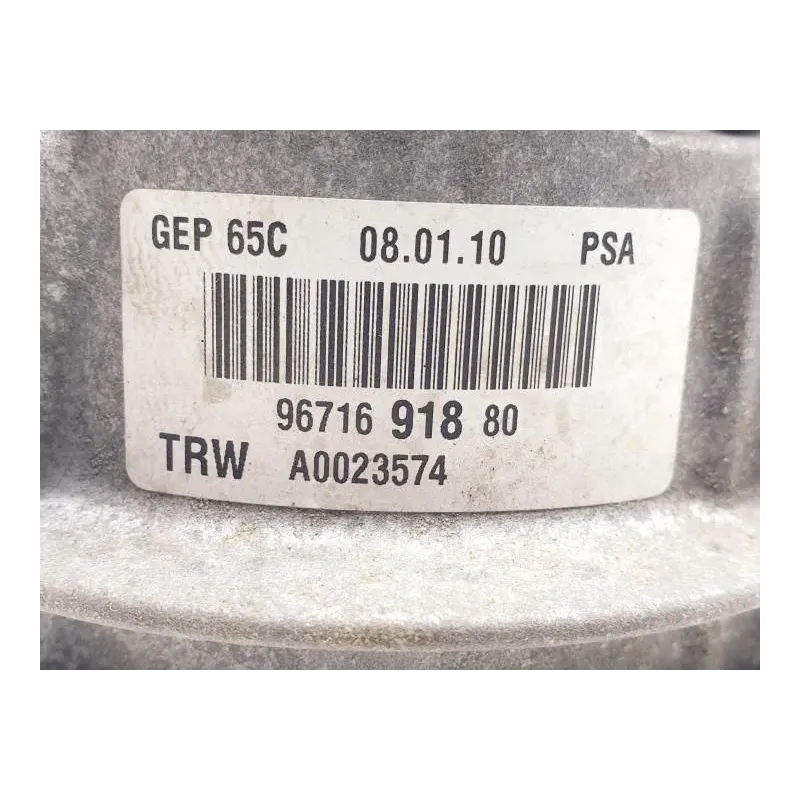 GEP 65C 08.01.10 PSA
96716 918 80
TRW A0023574